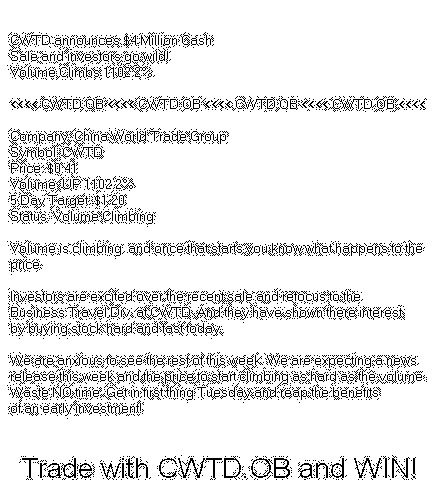 CWTD announces $4 Million Cash
Sale and investors go wild!
Volume Climbs 1102.2%.
<<<<CWTD.OB<<<<CWTD.OB<<<<CWTD.OB<<<<CWTD.OB<<<<
Company: China World Trade Group
Symbol: CWTD
Price: $0.41
Volume: UP 1102.2%
5 Day Target: $1.20
Status: Volume Climbing
Volume is climbing, and once that starts, you know what happens to the
price.
Investors are excited over the recent sale and refocus to the
Business Travel Div. at CWTD. And they have shown there interest,
by buying stock hard and fast today.
We are anxious to see the rest of this week. We are expecting a news
release this week and the price to start climbing as hard as the volume.
Waste NO time, Get in first thing Tuesday and reap the benefits
of an early investment!
Trade with CWTD.OB and WIN!